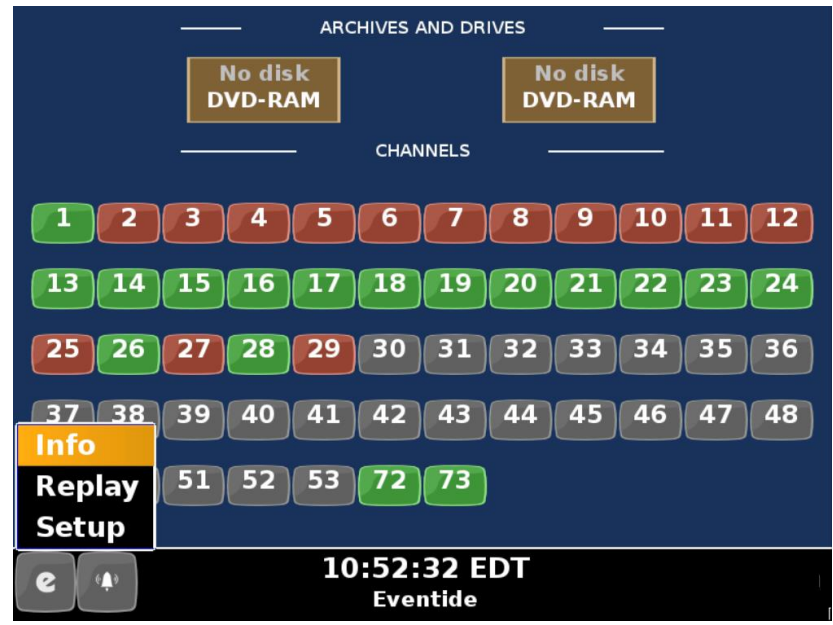 ARCHIVES AND DRIVES
No disk No disk
DVD-RAM DVD-RAM
CHANNELS
1 2 3 4 5 6 7 8 9 10 11 12
13 14 15 16 17 18 19 20 21 22 23 24
25 26 27 28 29 30 31 32 33 34 35 36
37 38 39 40 41 42 43 44 45 46 47 48
Info
Replay 51 52 53 72 73
Setup
e 10:52:32 EDT
Eventide